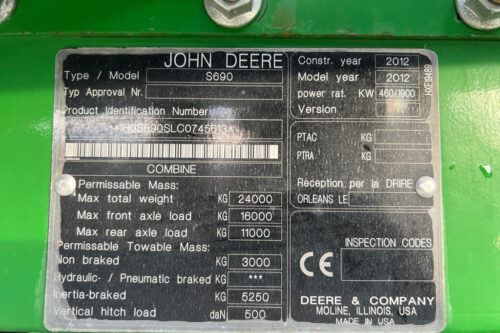 JOHN DEERE
Type / Model S690
Typ Approval Nr.
Product Identification Number
COMBINE
Permissable Mass:
Max total weight KG 24000
Max front axle load KG 16000
Max rear axle load KG 11000
Permissable Towable Mass:
Non braked KG 3000
Hydraulic- / Pneumatic braked KG ***
Inertia-braked KG 5250
Vertical hitch load daN 500
Constr. year 2012
Model year 2012
power rat. KW 460/1900
Version
PTAC KG
PTRA KG
Reception per la DRIRE
ORLEANS LE
INSPECTION CODES
CE
DEERE & COMPANY
MOLINE, ILLINOIS, USA
MADE IN USA